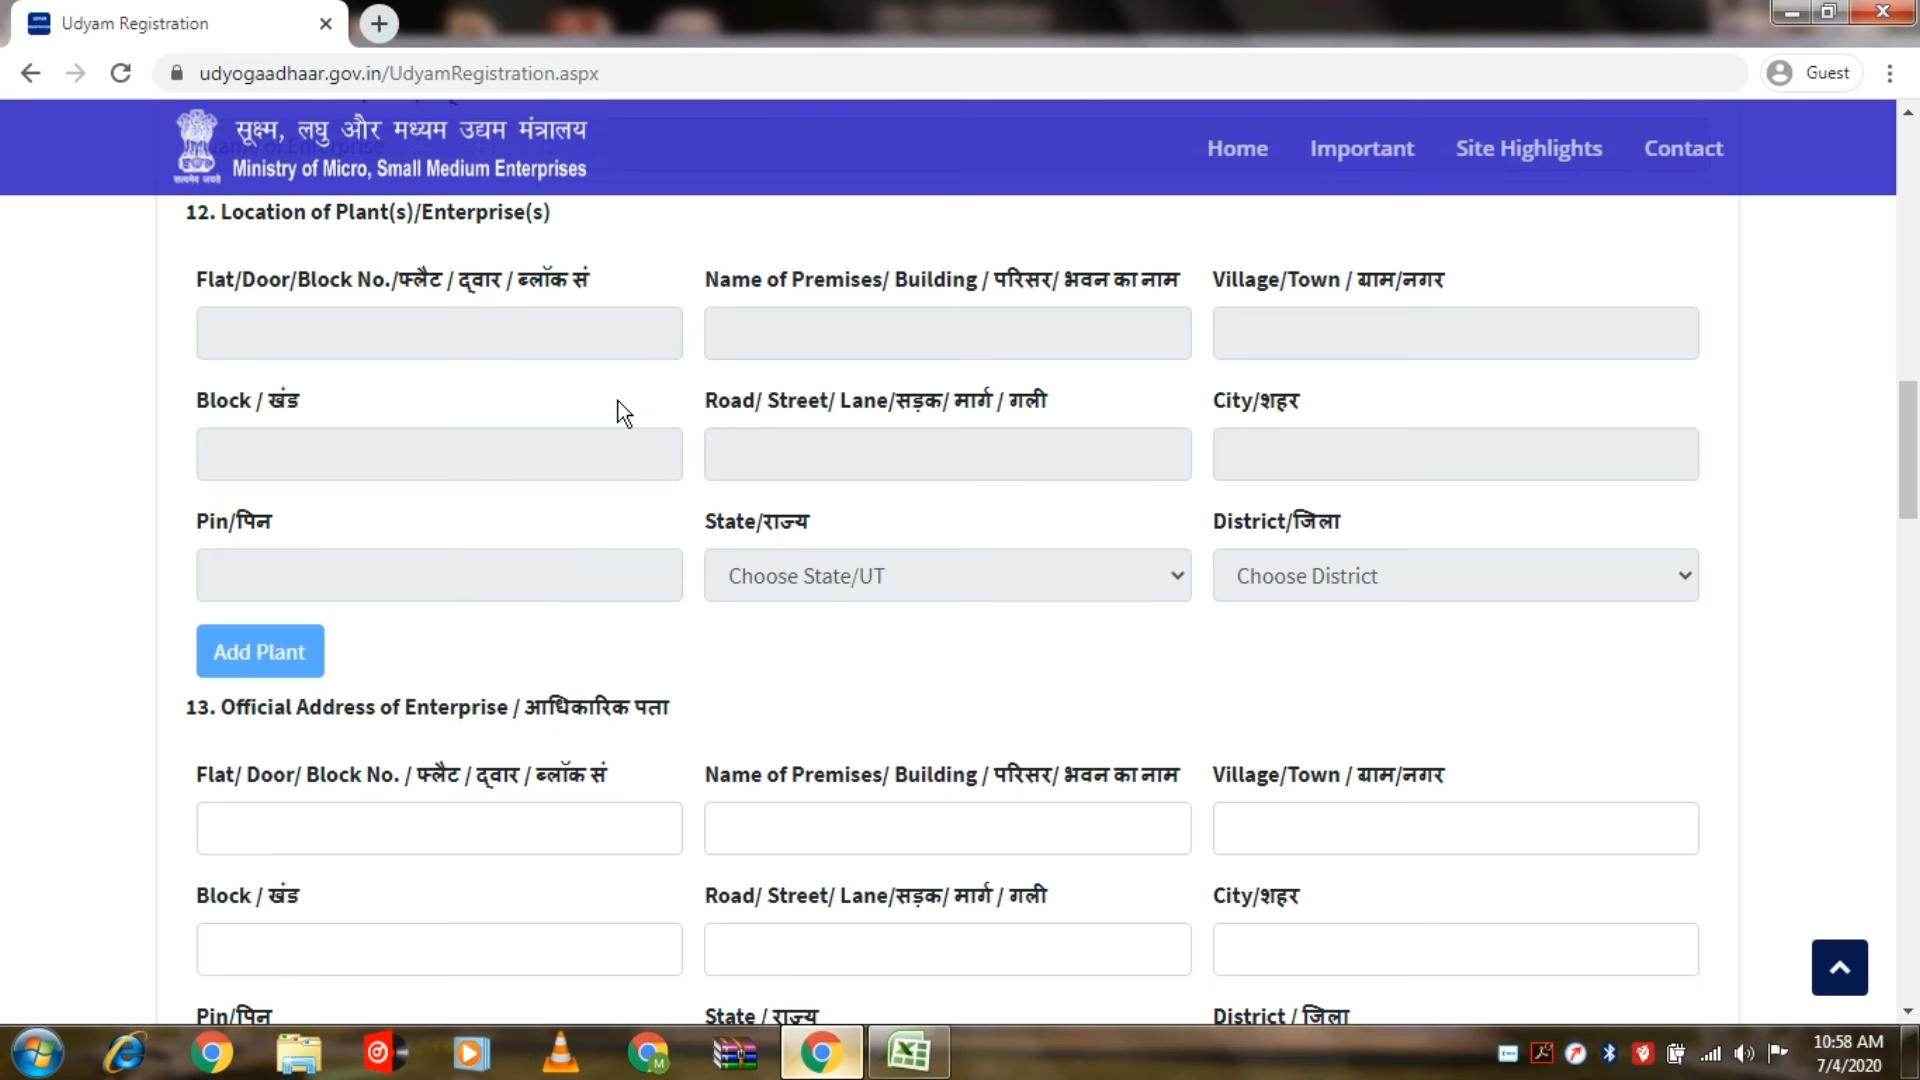 Udyam Registration
udyogaadhaar.gov.in/UdyamRegistration.aspx
Guest
सूक्ष्म, लघु और मध्यम उद्यम मंत्रालय
Ministry of Micro, Small Medium Enterprises
सत्यमेव जयते
Home Important Site Highlights Contact
12. Location of Plant(s)/Enterprise(s)
Flat/Door/Block No./फ्लैट / द्वार / ब्लॉक सं Name of Premises/ Building / परिसर/ भवन का नाम Village/Town / ग्राम/नगर
Block / खंड Road/ Street/ Lane/सड़क/ मार्ग / गली City/शहर
Pin/पिन State/राज्य District/जिला
Choose State/UT Choose District
Add Plant
13. Official Address of Enterprise / आधिकारिक पता
Flat/ Door/ Block No. / फ्लैट / द्वार / ब्लॉक सं Name of Premises/ Building / परिसर/ भवन का नाम Village/Town / ग्राम/नगर
Block / खंड Road/ Street/ Lane/सड़क/ मार्ग / गली City/शहर
Pin/पिन State / राज्य District / जिला
10:58 AM
7/4/2020